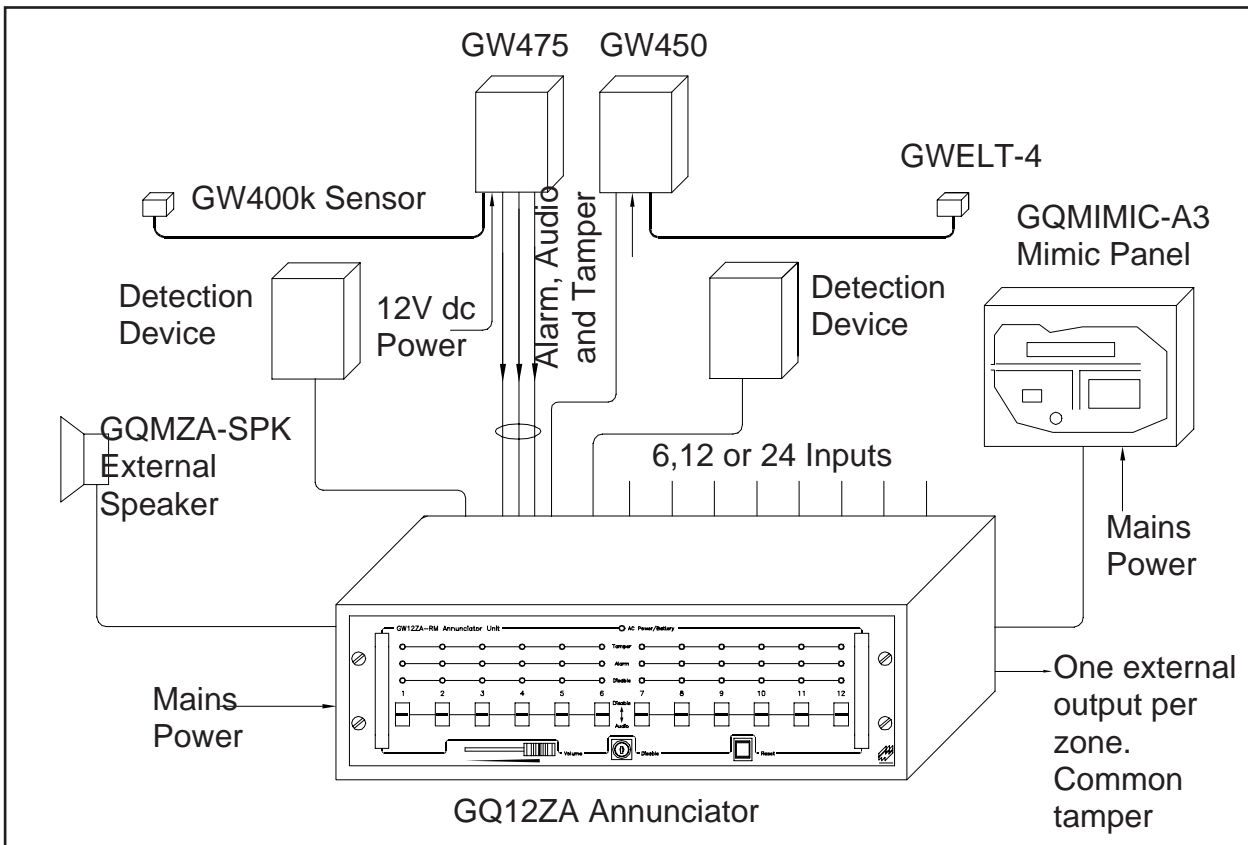 GW475
GW450
GWELT-4
GW400k Sensor
GQMIMIC-A3
Mimic Panel
Detection
Device
12V dc
Power
Alarm, Audio
and Tamper
Detection
Device
GQMZA-SPK
External
Speaker
6,12 or 24 Inputs
Mains
Power
GW12ZA-RM Annunciator Unit
AC Power/Battery
Tamper
Alarm
Disable
1 2 3 4 5 6 7 8 9 10 11 12
Disable
Audio
Volume
Disable
Reset
Mains
Power
One external
output per
zone.
Common
tamper
GQ12ZA Annunciator